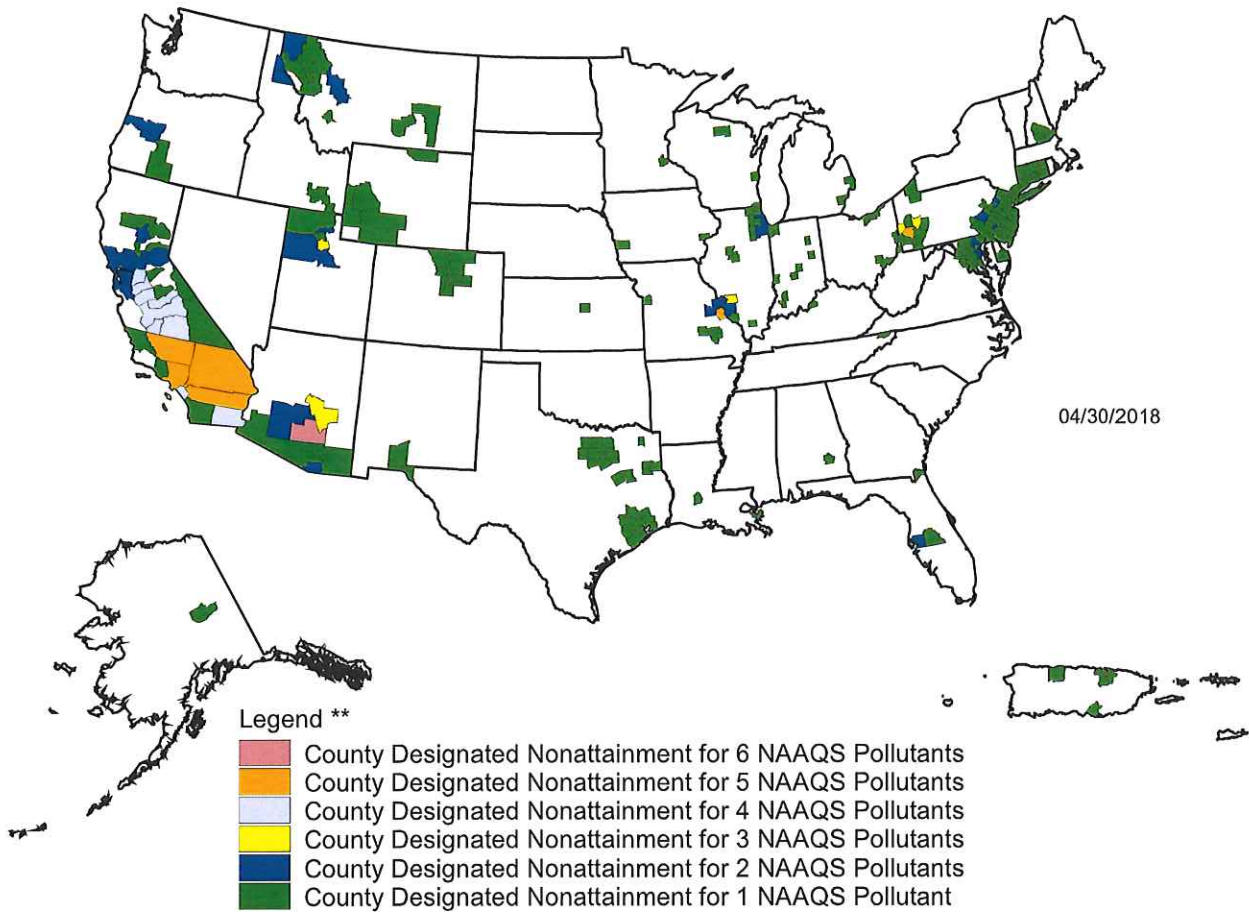 04/30/2018
Legend **
County Designated Nonattainment for 6 NAAQS Pollutants
County Designated Nonattainment for 5 NAAQS Pollutants
County Designated Nonattainment for 4 NAAQS Pollutants
County Designated Nonattainment for 3 NAAQS Pollutants
County Designated Nonattainment for 2 NAAQS Pollutants
County Designated Nonattainment for 1 NAAQS Pollutant